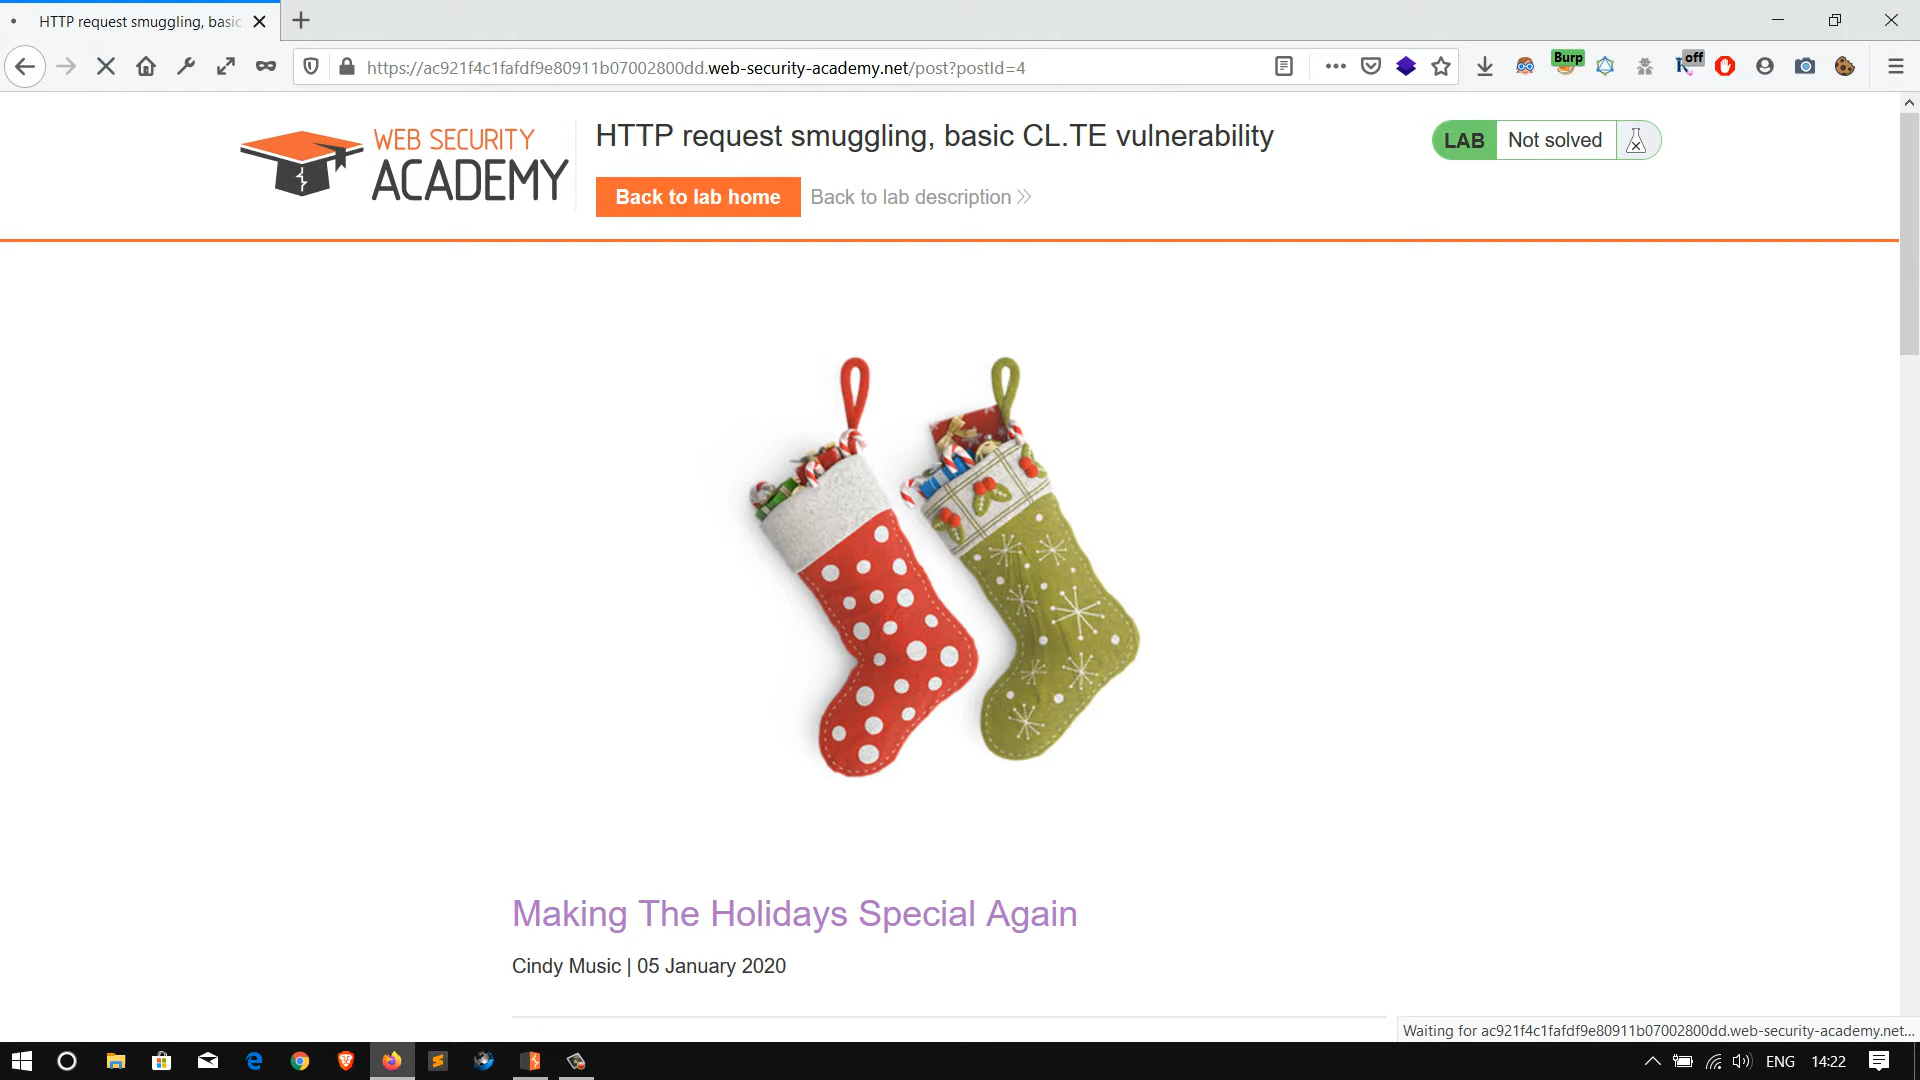 HTTP request smuggling, basic
Burp
off
https://ac921f4c1fafdf9e80911b07002800dd.web-security-academy.net/post?postId=4
WEB SECURITY
ACADEMY
HTTP request smuggling, basic CL.TE vulnerability
Back to lab home
Back to lab description
LAB
Not solved
Making The Holidays Special Again
Cindy Music | 05 January 2020
Waiting for ac921f4c1fafdf9e80911b07002800dd.web-security-academy.net...
ENG
14:22